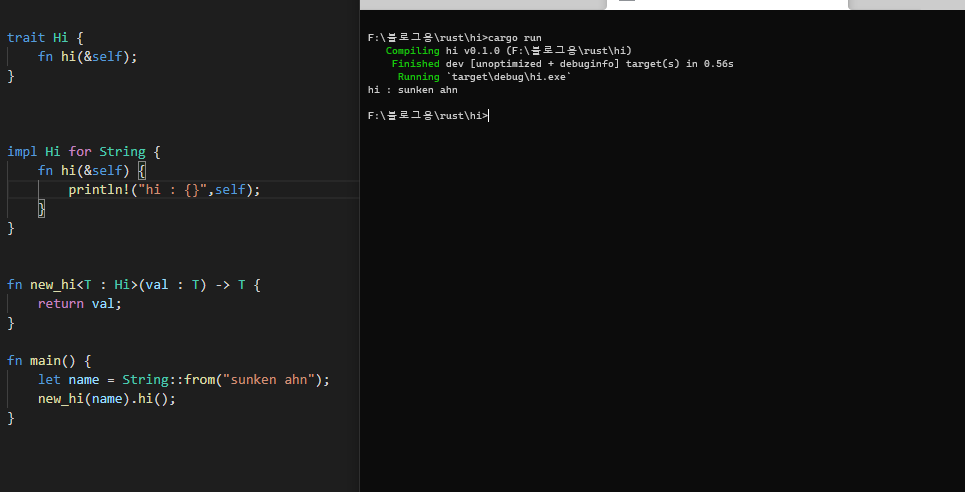 trait Hi {
    fn hi(&self);
}
impl Hi for String {
    fn hi(&self) {
        println!("hi : {}",self);
    }
}
fn new_hi<T : Hi>(val : T) -> T {
    return val;
}
fn main() {
    let name = String::from("sunken ahn");
    new_hi(name).hi();
}
F:\블로그용\rust\hi>cargo run
   Compiling hi v0.1.0 (F:\블로그용\rust\hi)
    Finished dev [unoptimized + debuginfo] target(s) in 0.56s
     Running `target\debug\hi.exe`
hi : sunken ahn
F:\블로그용\rust\hi>